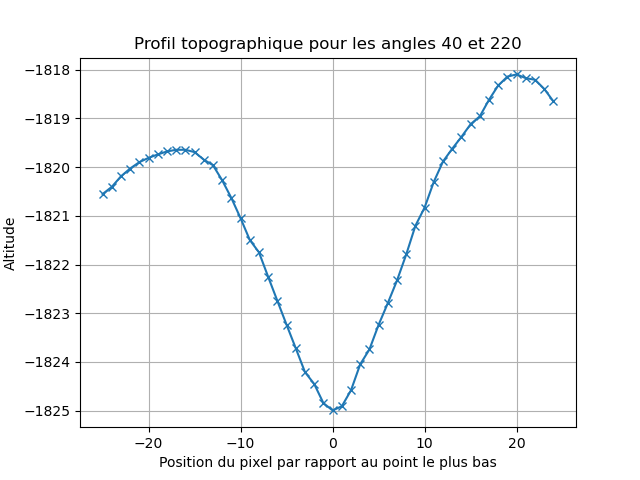 Profil topographique pour les angles 40 et 220
Altitude
−1818
−1819
−1820
−1821
−1822
−1823
−1824
−1825
−20 −10 0 10 20
Position du pixel par rapport au point le plus bas